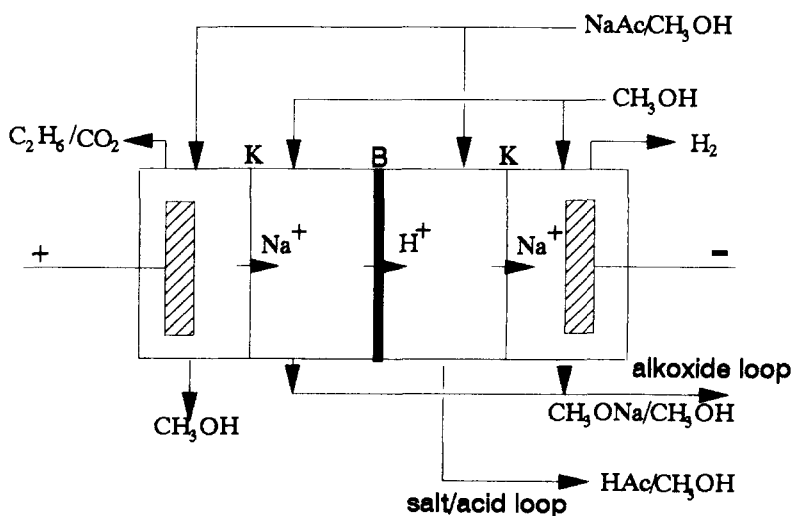 NaAc/CH₃OH
CH₃OH
C₂H₆/CO₂
H₂
K
B
K
Na⁺
H⁺
Na⁺
+
−
alkoxide loop
CH₃OH
CH₃ONa/CH₃OH
HAc/CH₃OH
salt/acid loop